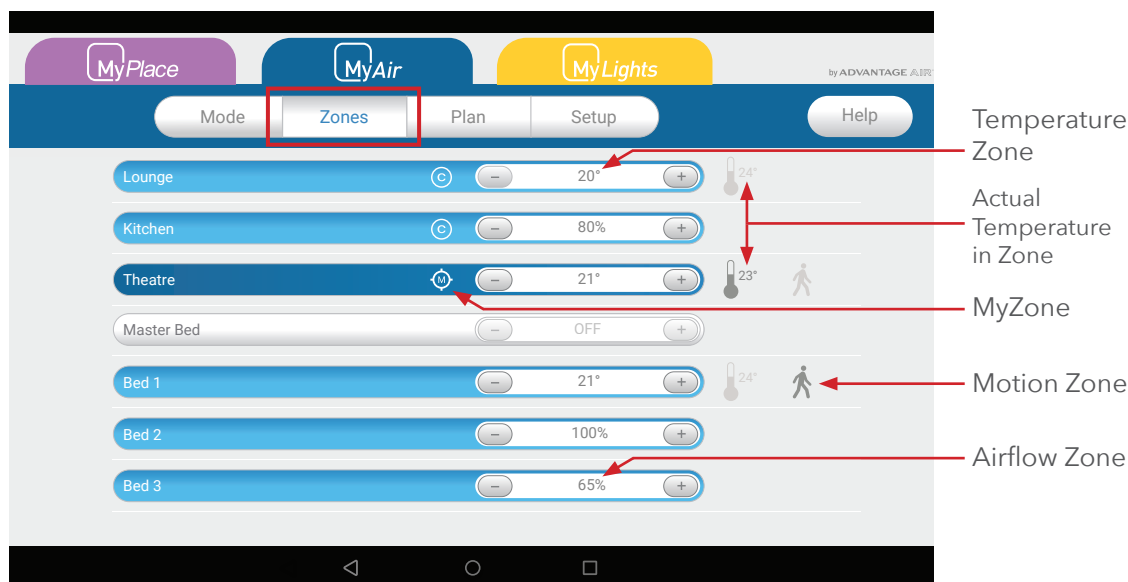 MyPlace
MyAir
MyLights
by ADVANTAGE AIR
Mode
Zones
Plan
Setup
Help
Lounge C - 20° + 24°
Kitchen C - 80% +
Theatre M - 21° + 23°
Master Bed - OFF +
Bed 1 - 21° + 24°
Bed 2 - 100% +
Bed 3 - 65% +
Temperature
Zone
Actual
Temperature
in Zone
MyZone
Motion Zone
Airflow Zone